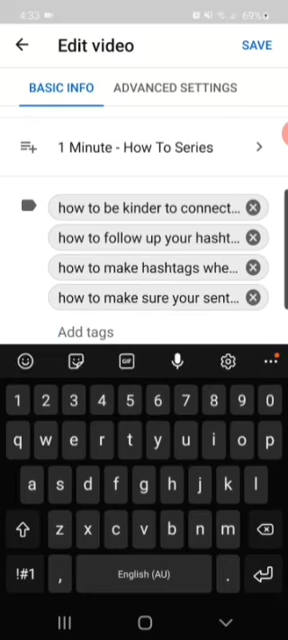 4:33
69%
Edit video
SAVE
BASIC INFO
ADVANCED SETTINGS
1 Minute - How To Series
how to be kinder to connect...
how to follow up your hasht...
how to make hashtags whe...
how to make sure your sent...
Add tags
GIF
1 2 3 4 5 6 7 8 9 0
q w e r t y u i o p
a s d f g h j k l
z x c v b n m
!#1 , English (AU) .